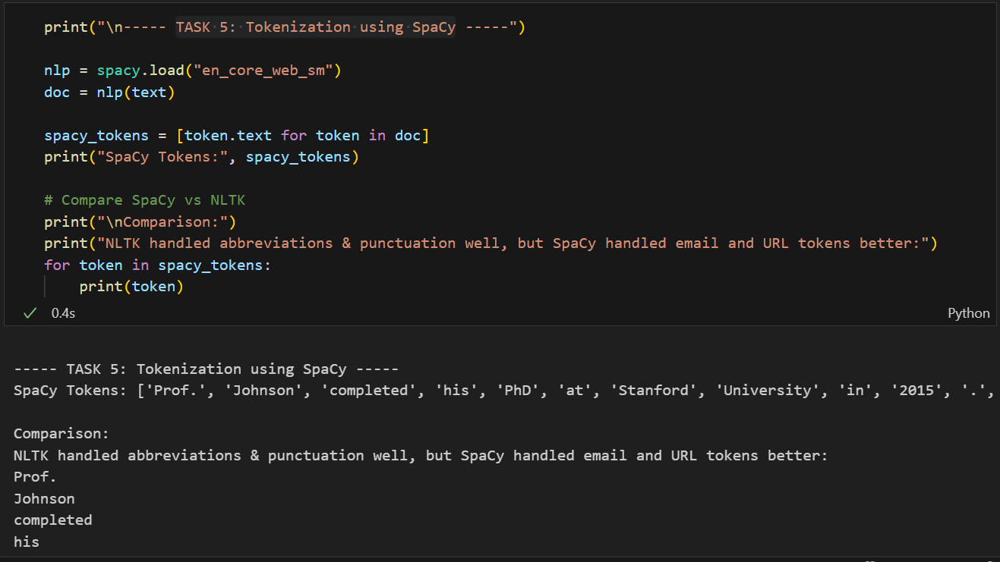 print("\n----- TASK 5: Tokenization using SpaCy -----")
nlp = spacy.load("en_core_web_sm")
doc = nlp(text)
spacy_tokens = [token.text for token in doc]
print("SpaCy Tokens:", spacy_tokens)
# Compare SpaCy vs NLTK
print("\nComparison:")
print("NLTK handled abbreviations & punctuation well, but SpaCy handled email and URL tokens better:")
for token in spacy_tokens:
    print(token)
0.4s Python
----- TASK 5: Tokenization using SpaCy -----
SpaCy Tokens: ['Prof.', 'Johnson', 'completed', 'his', 'PhD', 'at', 'Stanford', 'University', 'in', '2015', '.',
Comparison:
NLTK handled abbreviations & punctuation well, but SpaCy handled email and URL tokens better:
Prof.
Johnson
completed
his